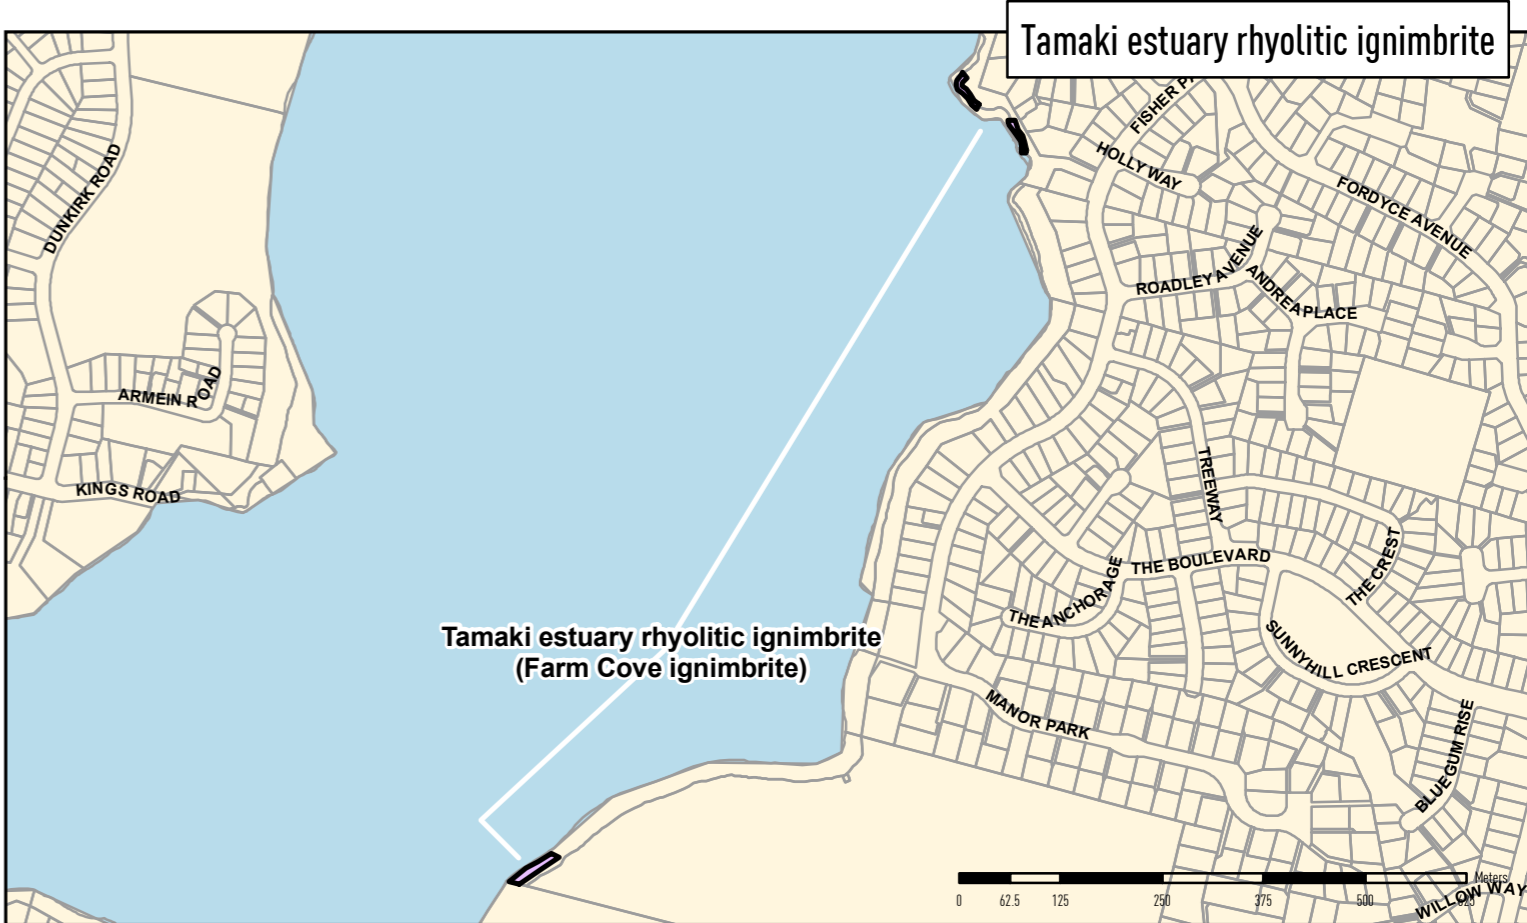 Tamaki estuary rhyolitic ignimbrite
FISHER
HOLLY WAY
FORDYCE AVENUE
DUNKIRK ROAD
ROADLEY AVENUE
ANDREA PLACE
ARMEIN ROAD
KINGS ROAD
TREEWAY
THE BOULEVARD
THE CREST
THE ANCHORAGE
Tamaki estuary rhyolitic ignimbrite
(Farm Cove ignimbrite)
SUNNYHILL CRESCENT
MANOR PARK
BLUEGUM RISE
Meters
0 62.5 125 250 375 500 625
WILLOW WAY